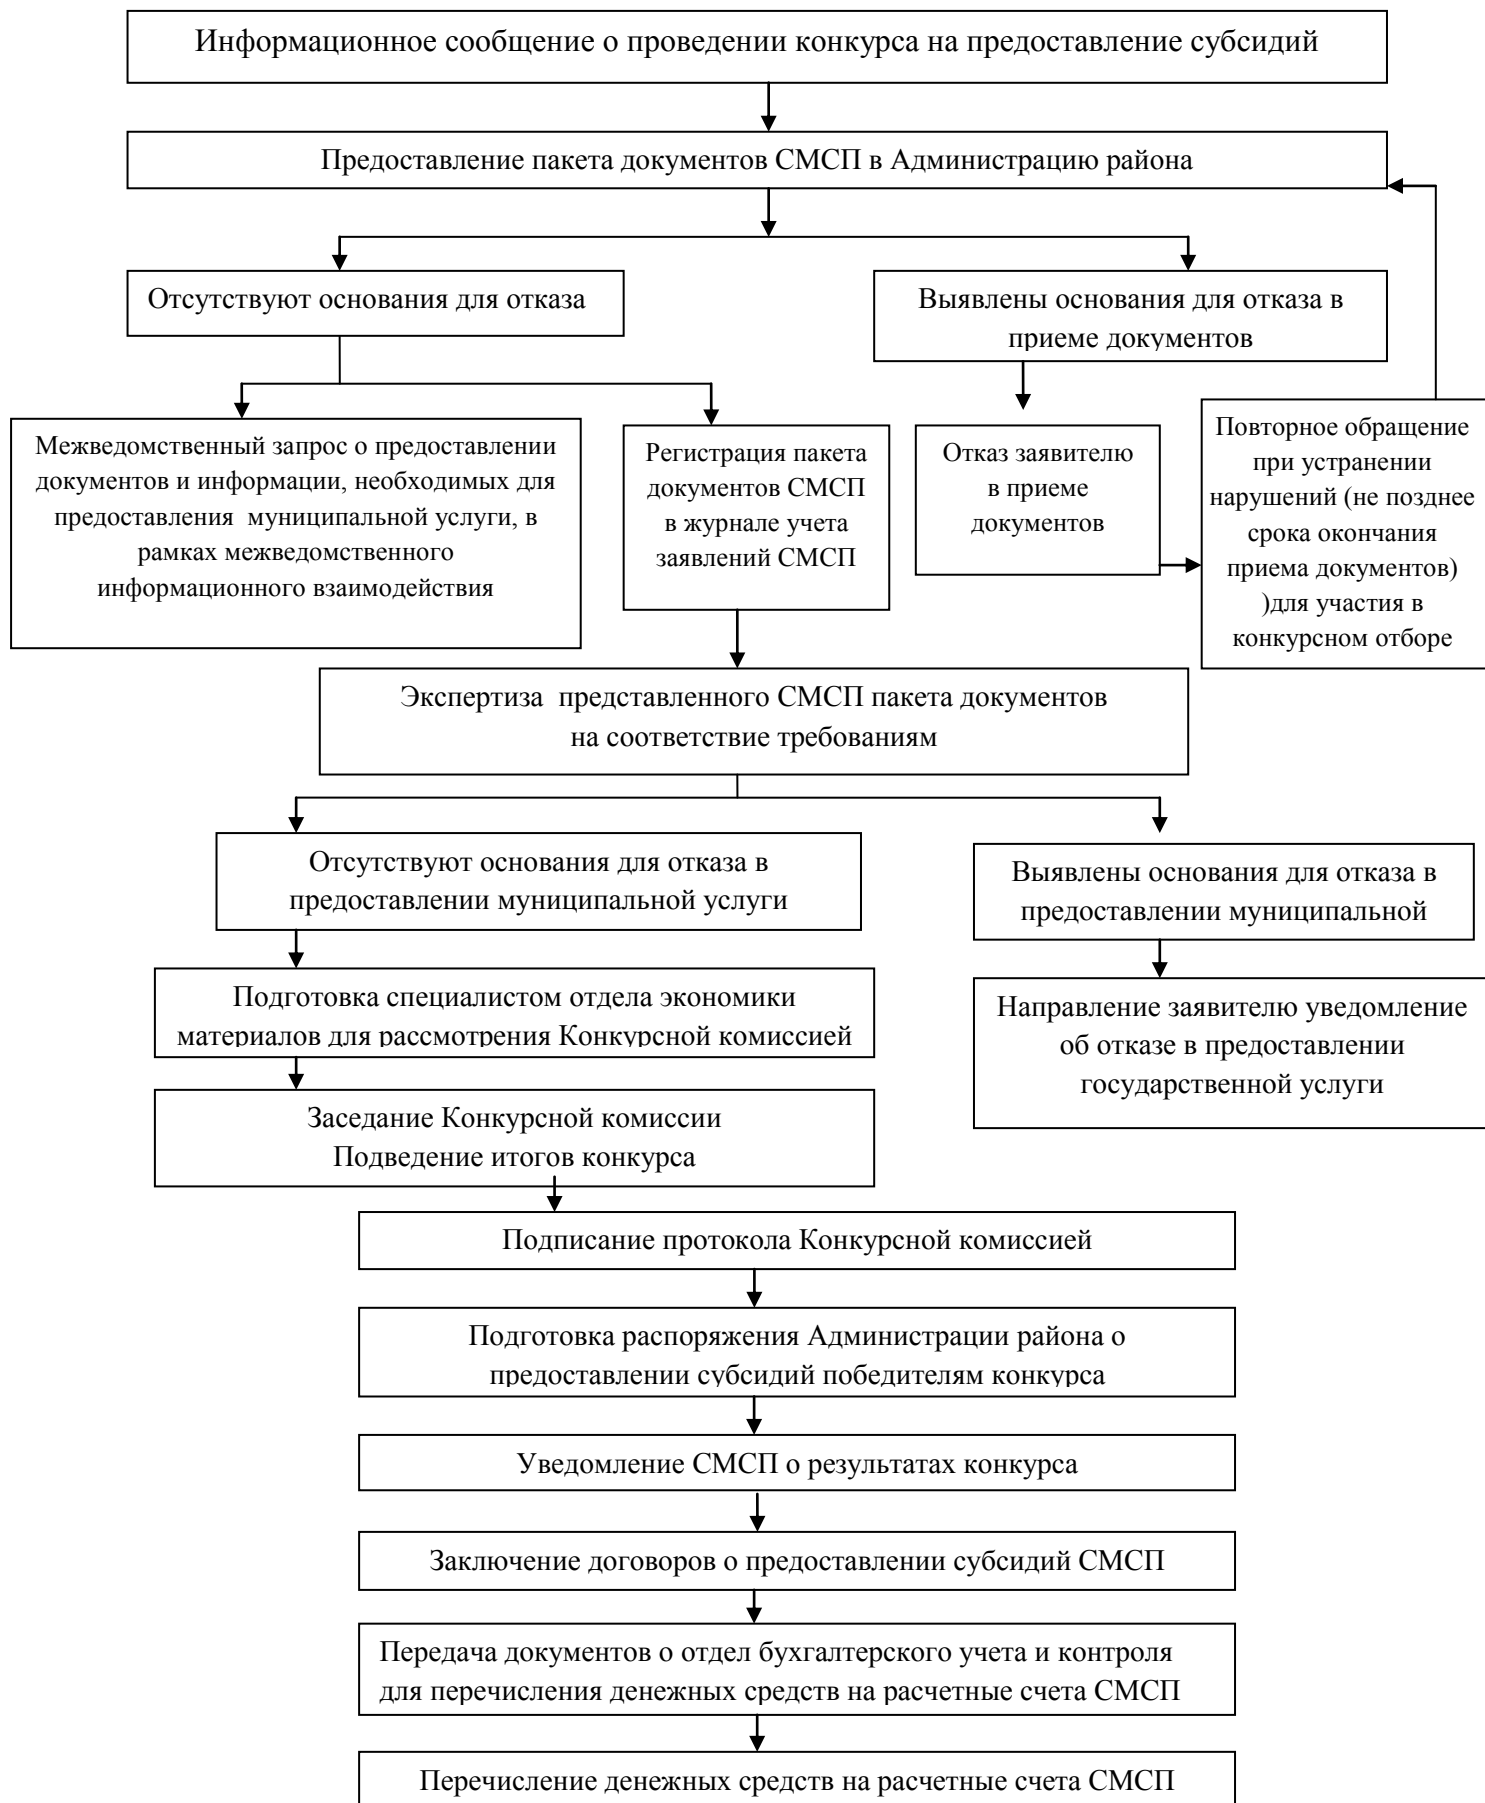 Информационное сообщение о проведении конкурса на предоставление субсидий
Предоставление пакета документов СМСП в Администрацию района
Отсутствуют основания для отказа
Выявлены основания для отказа в
приеме документов
Межведомственный запрос о предоставлении
документов и информации, необходимых для
предоставления муниципальной услуги, в
рамках межведомственного
информационного взаимодействия
Регистрация пакета
документов СМСП
в журнале учета
заявлений СМСП
Отказ заявителю
в приеме
документов
Повторное обращение
при устранении
нарушений (не позднее
срока окончания
приема документов)
)для участия в
конкурсном отборе
Экспертиза представленного СМСП пакета документов
на соответствие требованиям
Отсутствуют основания для отказа в
предоставлении муниципальной услуги
Выявлены основания для отказа в
предоставлении муниципальной
Подготовка специалистом отдела экономики
материалов для рассмотрения Конкурсной комиссией
Направление заявителю уведомление
об отказе в предоставлении
государственной услуги
Заседание Конкурсной комиссии
Подведение итогов конкурса
Подписание протокола Конкурсной комиссией
Подготовка распоряжения Администрации района о
предоставлении субсидий победителям конкурса
Уведомление СМСП о результатах конкурса
Заключение договоров о предоставлении субсидий СМСП
Передача документов о отдел бухгалтерского учета и контроля
для перечисления денежных средств на расчетные счета СМСП
Перечисление денежных средств на расчетные счета СМСП